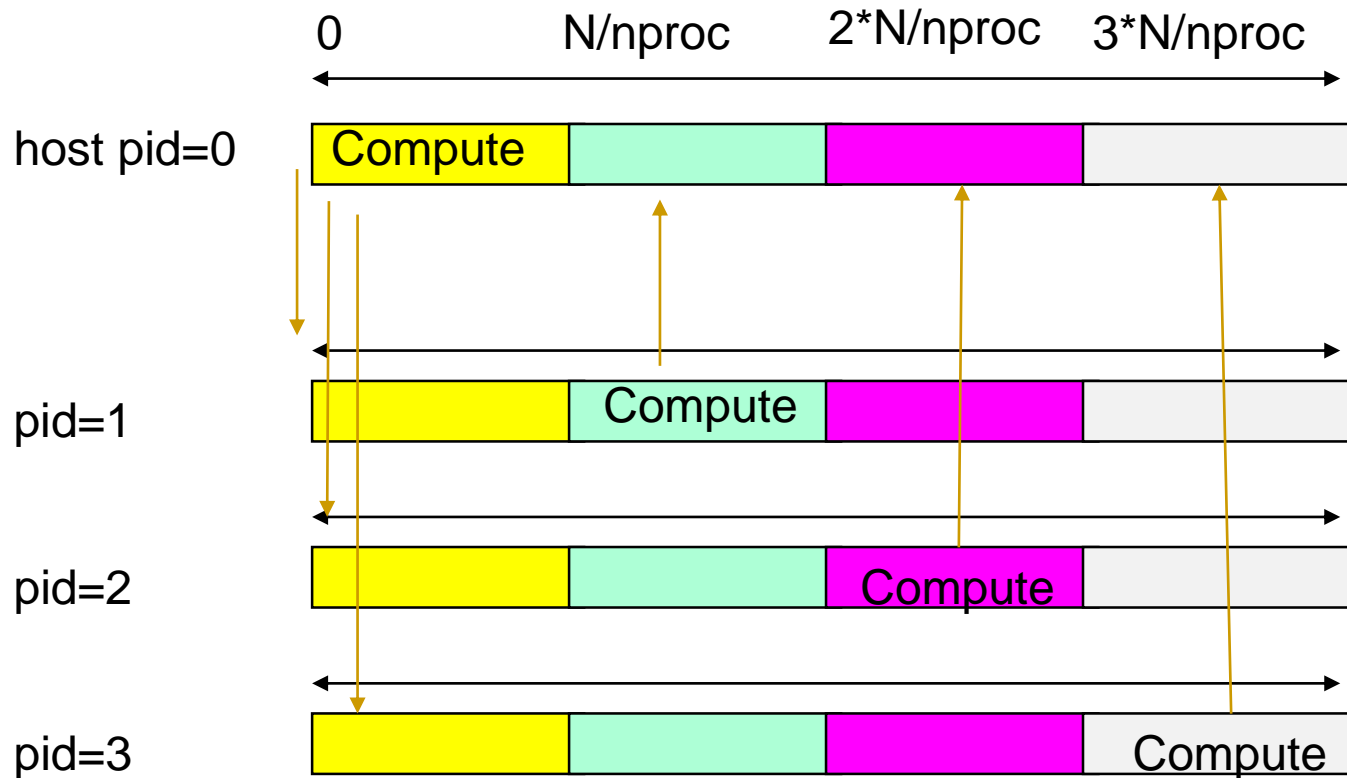 0 N/nproc 2*N/nproc 3*N/nproc
host pid=0 Compute
pid=1 Compute
pid=2 Compute
pid=3 Compute